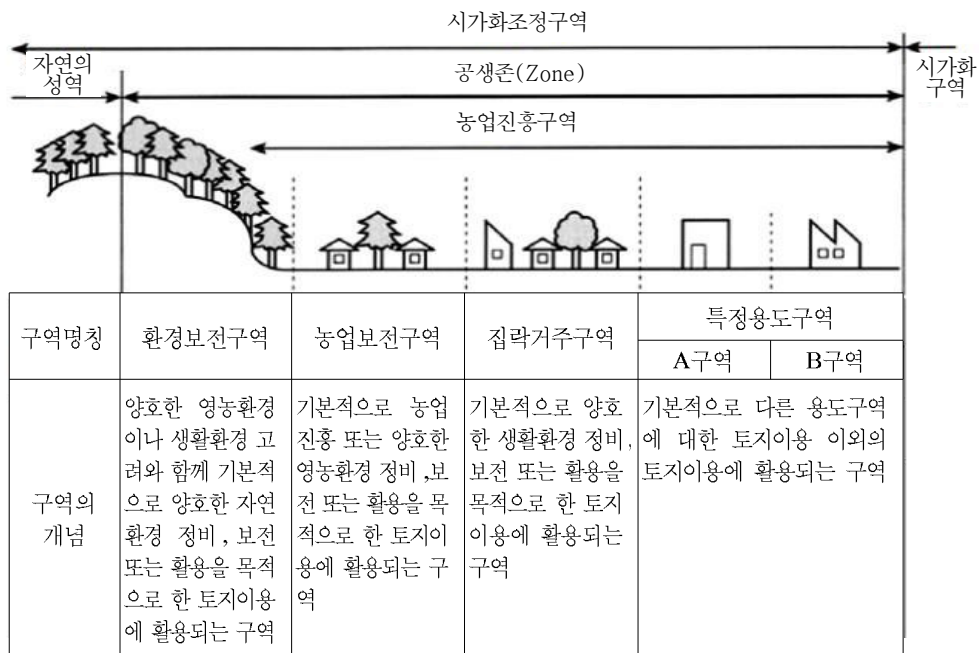 시가화조정구역
자연의
성역
공생존(Zone)
시가화
구역
농업진흥구역
구역명칭
환경보전구역
농업보전구역
집락거주구역
특정용도구역
A구역
B구역
구역의
개념
양호한 영농환경
이나 생활환경 고
려와 함께 기본적
으로 양호한 자연
환경 정비, 보전
또는 활용을 목적
으로 한 토지이용
에 활용되는 구역
기본적으로 농업
진흥 또는 양호한
영농환경 정비,보
전 또는 활용을 목
적으로 한 토지이
용에 활용되는 구
역
기본적으로 양호
한 생활환경 정비,
보전 또는 활용을
목적으로 한 토지
이용에 활용되는
구역
기본적으로 다른 용도구역
에 대한 토지이용 이외의
토지이용에 활용되는 구역